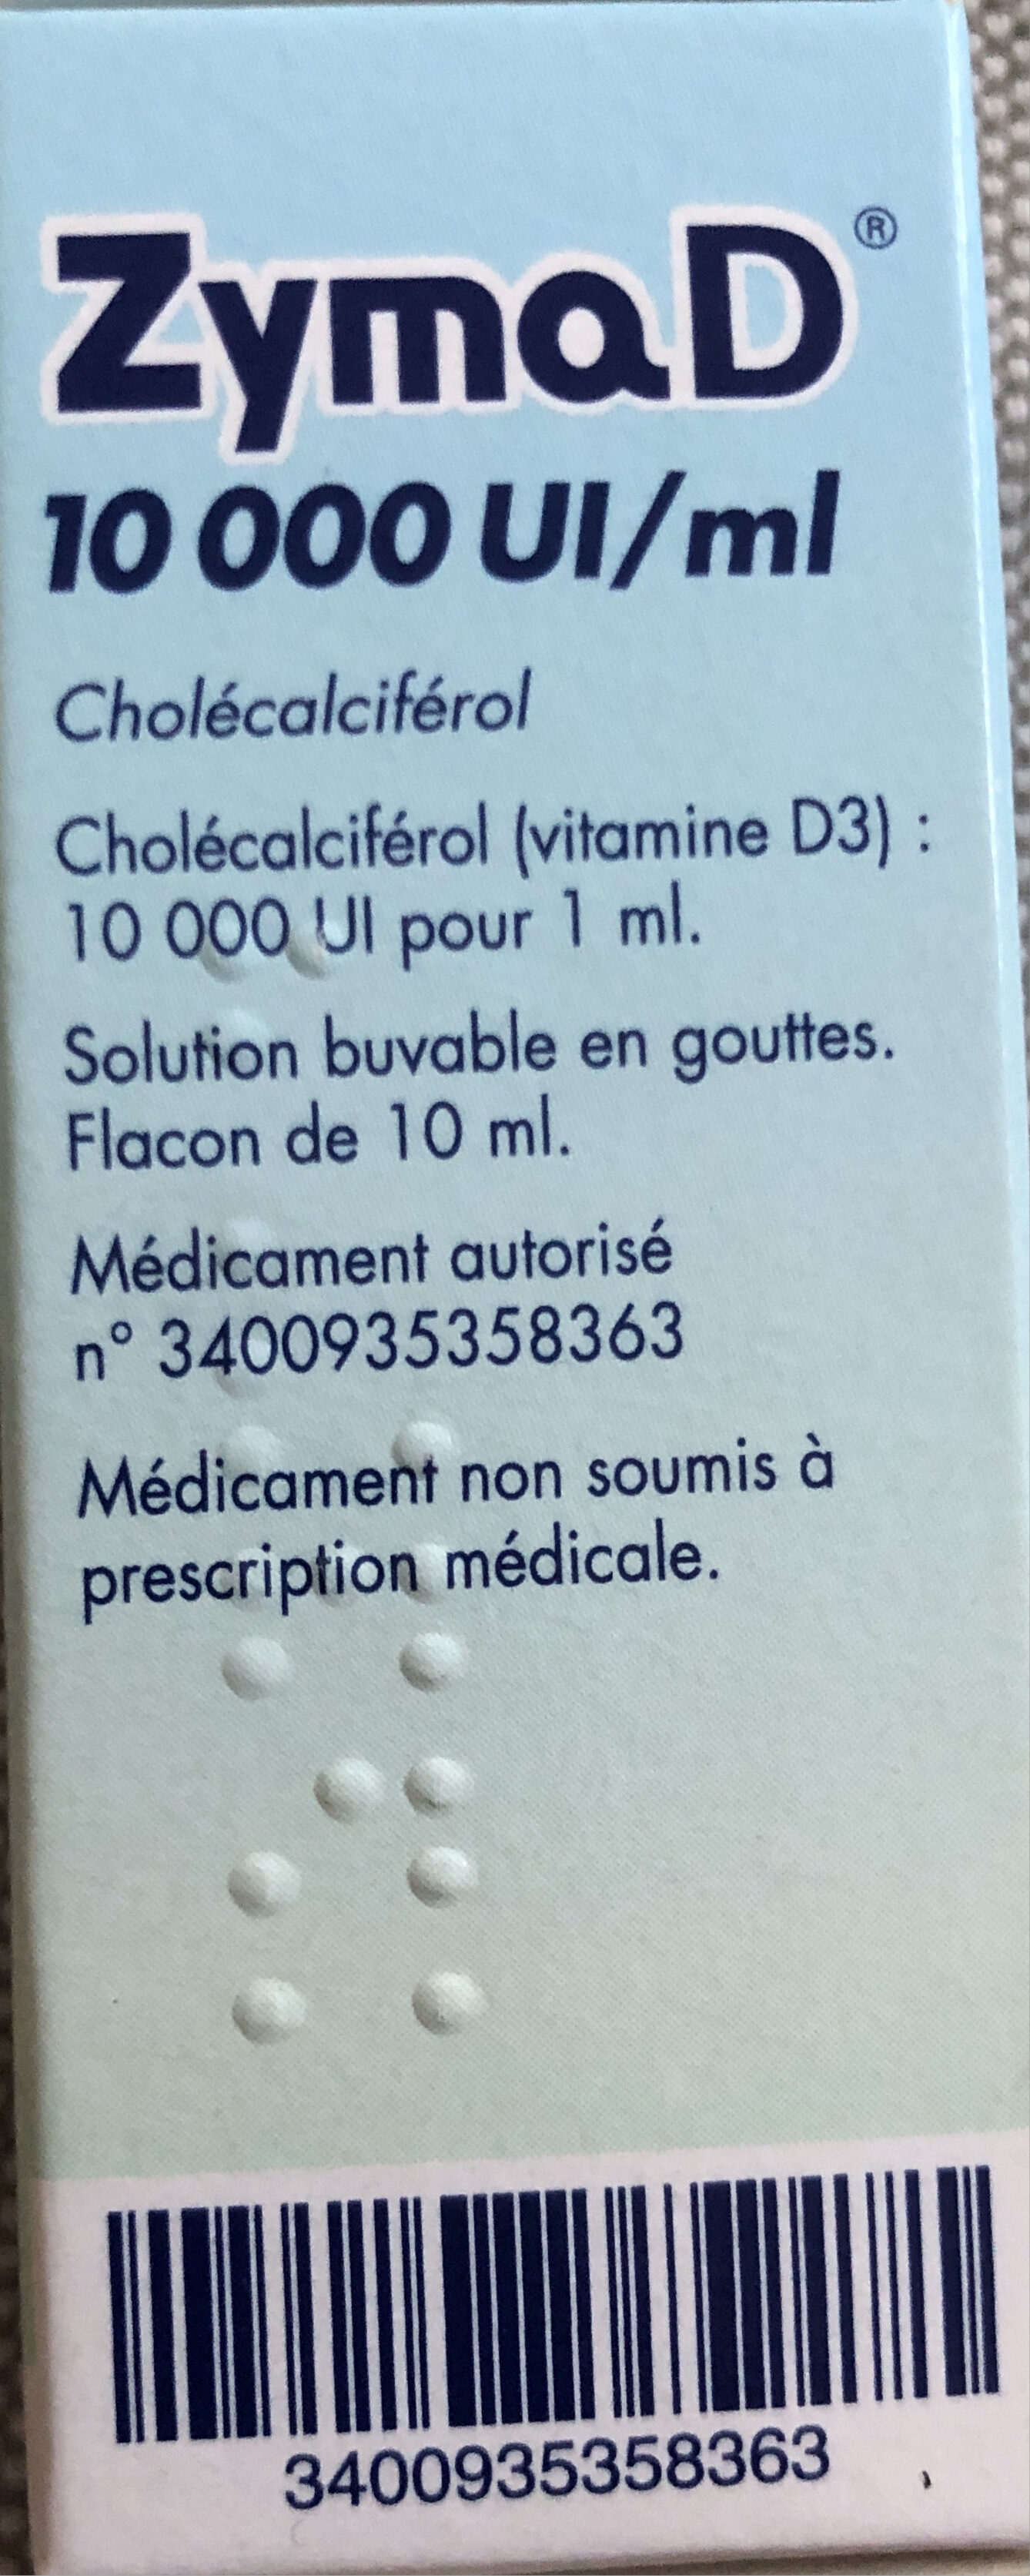 ZymaD®
10 000 UI/ml
Cholécalciférol
Cholécalciférol (vitamine D3) :
10 000 UI pour 1 ml.
Solution buvable en gouttes.
Flacon de 10 ml.
Médicament autorisé
n° 3400935358363
Médicament non soumis à
prescription médicale.
3400935358363